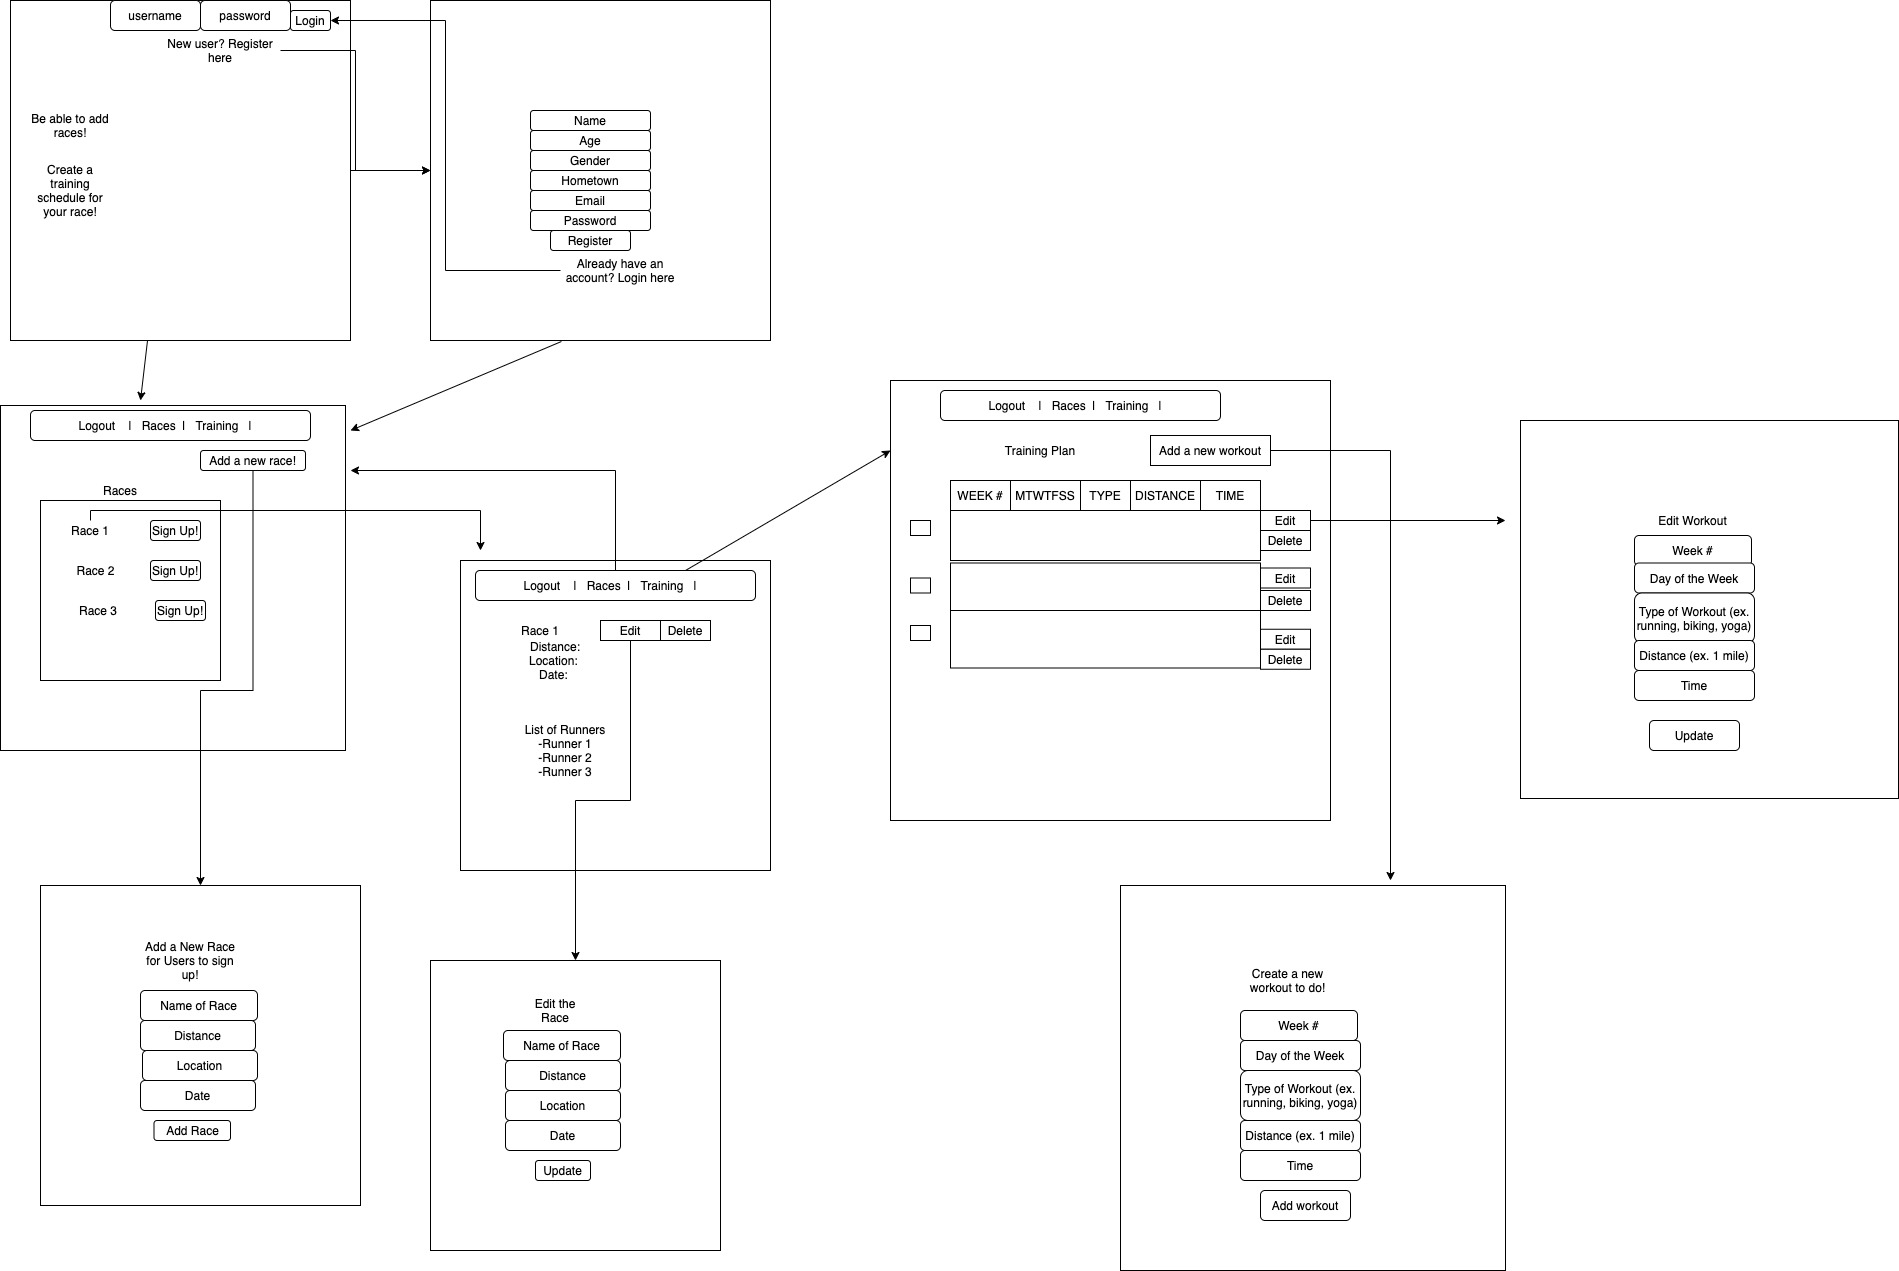 username
password
Login
New user? Register
here
Be able to add
races!
Create a
training
schedule for
your race!
Name
Age
Gender
Hometown
Email
Password
Register
Already have an
account? Login here
Logout | Races | Training |
Add a new race!
Races
Race 1
Sign Up!
Race 2
Sign Up!
Race 3
Sign Up!
Logout | Races | Training |
Race 1
Edit
Delete
Distance:
Location:
Date:
List of Runners
-Runner 1
-Runner 2
-Runner 3
Logout | Races | Training |
Training Plan
Add a new workout
WEEK #
MTWTFSS
TYPE
DISTANCE
TIME
Edit
Delete
Edit
Delete
Edit
Delete
Edit Workout
Week #
Day of the Week
Type of Workout (ex.
running, biking, yoga)
Distance (ex. 1 mile)
Time
Update
Add a New Race
for Users to sign
up!
Name of Race
Distance
Location
Date
Add Race
Edit the
Race
Name of Race
Distance
Location
Date
Update
Create a new
workout to do!
Week #
Day of the Week
Type of Workout (ex.
running, biking, yoga)
Distance (ex. 1 mile)
Time
Add workout